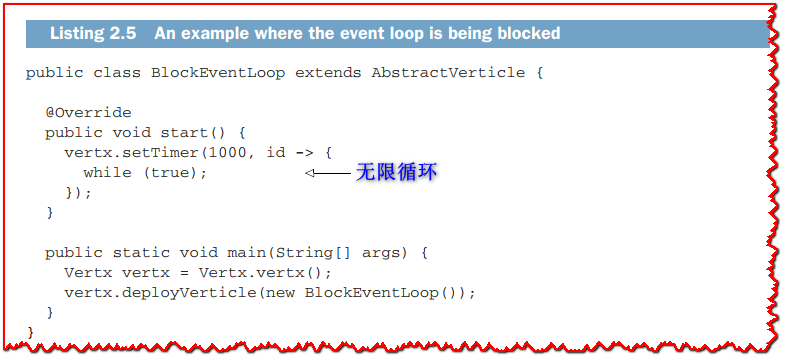 Listing 2.5 An example where the event loop is being blocked
public class BlockEventLoop extends AbstractVerticle {
@Override
public void start() {
vertx.setTimer(1000, id -> {
while (true); 无限循环
});
}
public static void main(String[] args) {
Vertx vertx = Vertx.vertx();
vertx.deployVerticle(new BlockEventLoop());
}
}